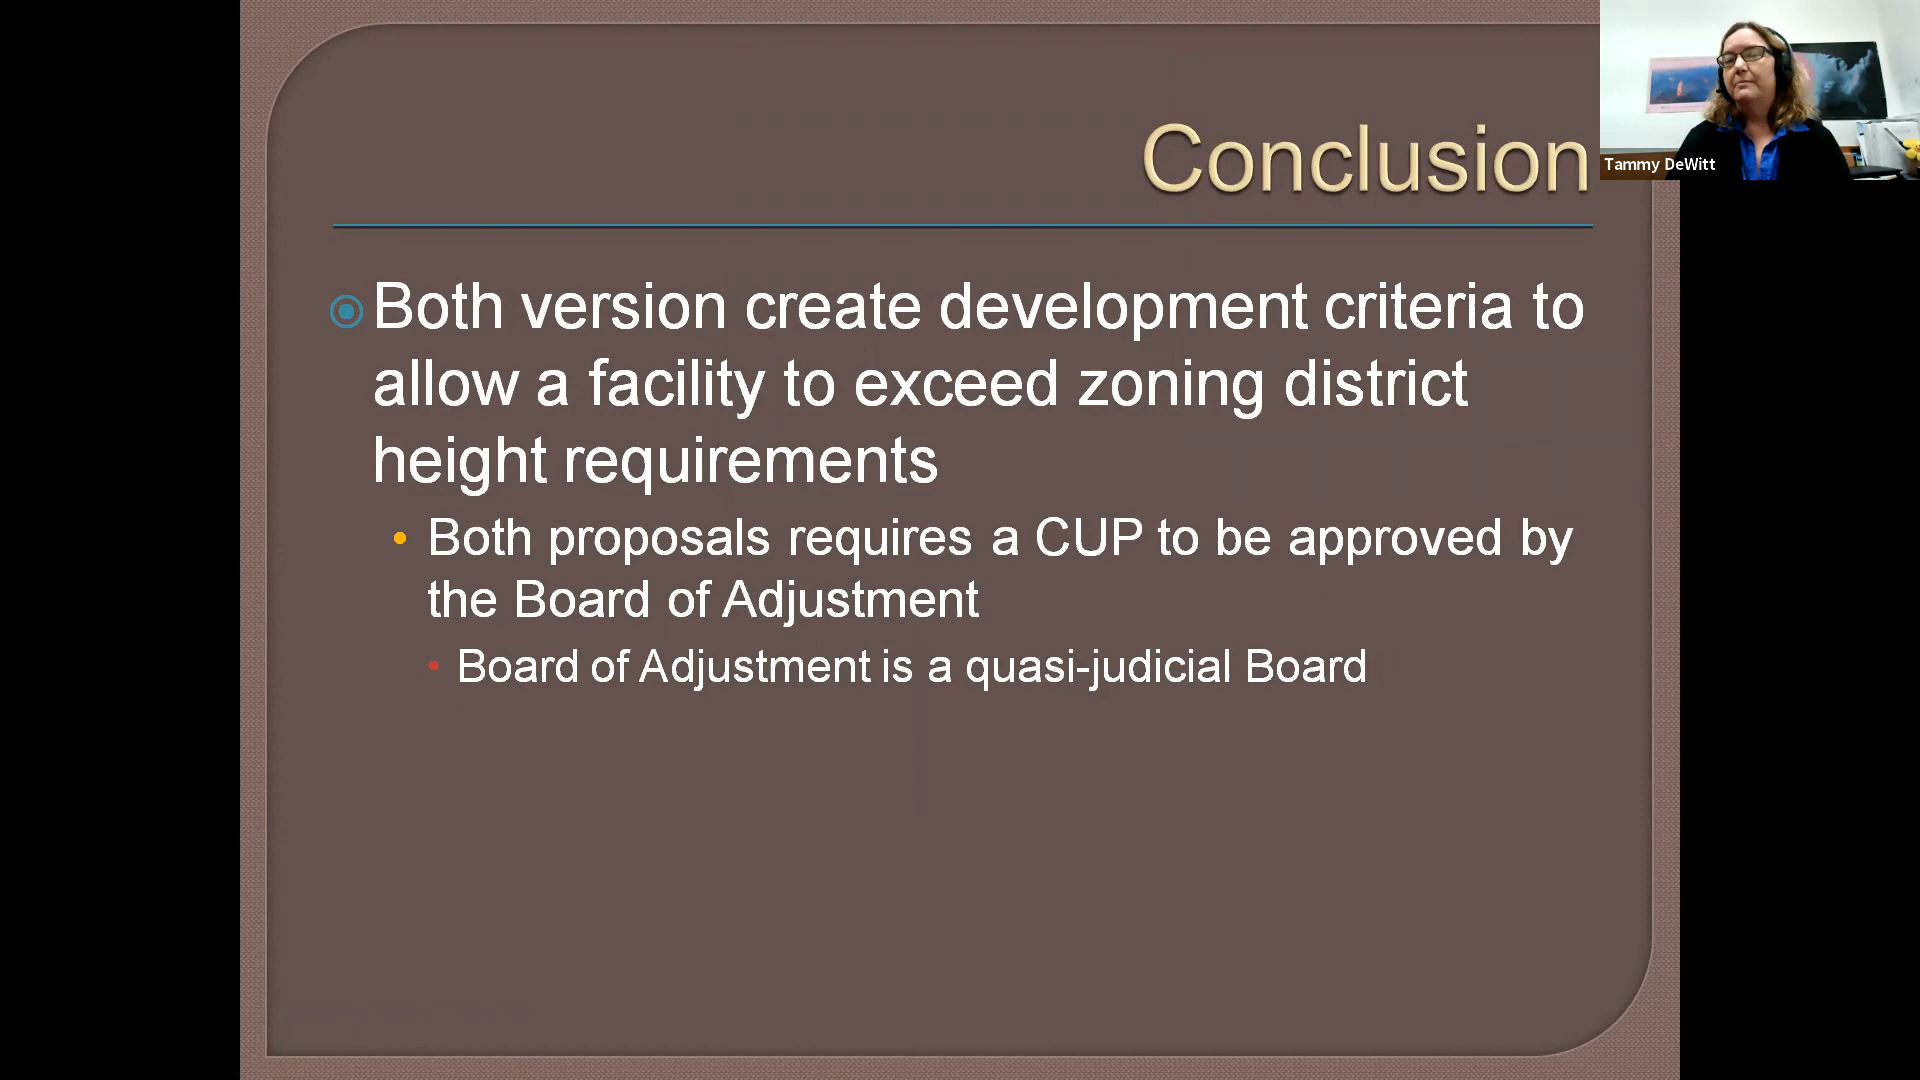 Conclusion
Tammy DeWitt
Both version create development criteria to
allow a facility to exceed zoning district
height requirements
Both proposals requires a CUP to be approved by
the Board of Adjustment
Board of Adjustment is a quasi-judicial Board